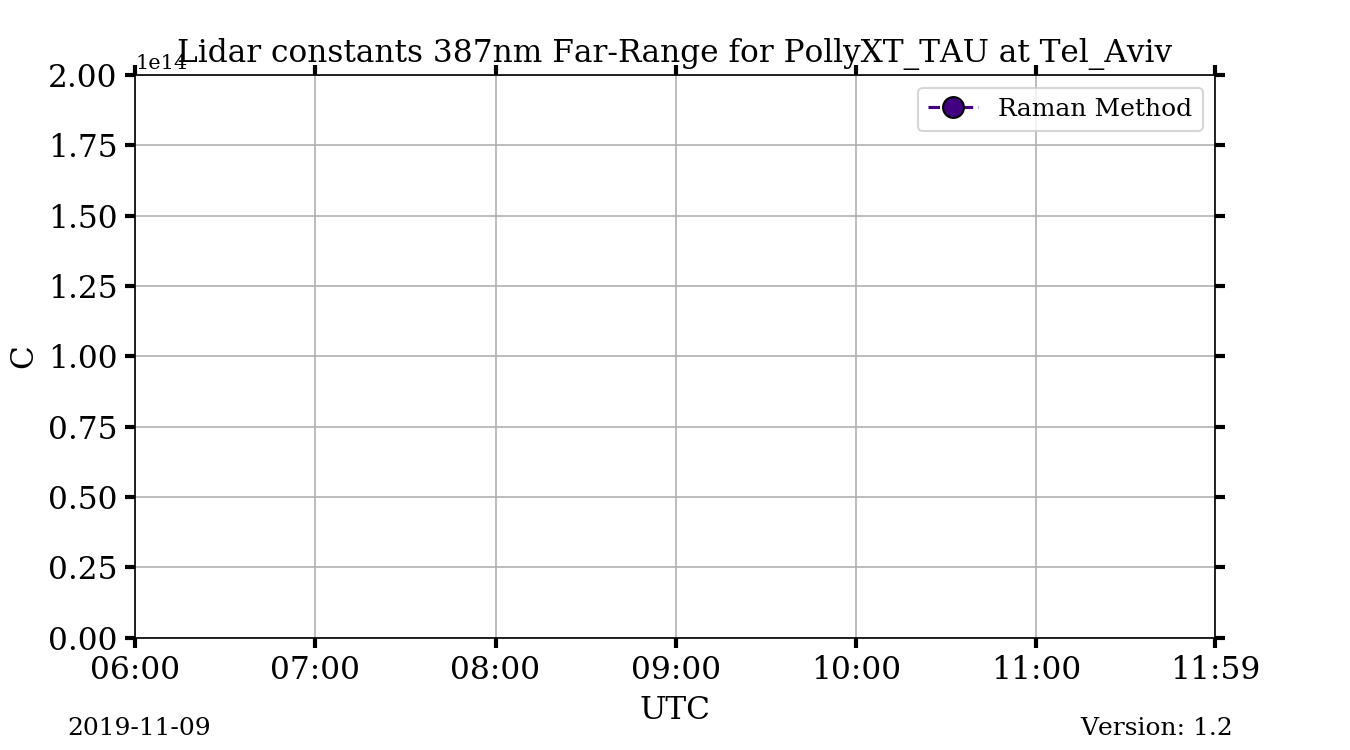 Lidar constants 387nm Far-Range for PollyXT_TAU at Tel_Aviv
1e14
2.00
1.75
1.50
1.25
1.00
0.75
0.50
0.25
0.00
C
Raman Method
06:00 07:00 08:00 09:00 10:00 11:00 11:59
UTC
2019-11-09 Version: 1.2